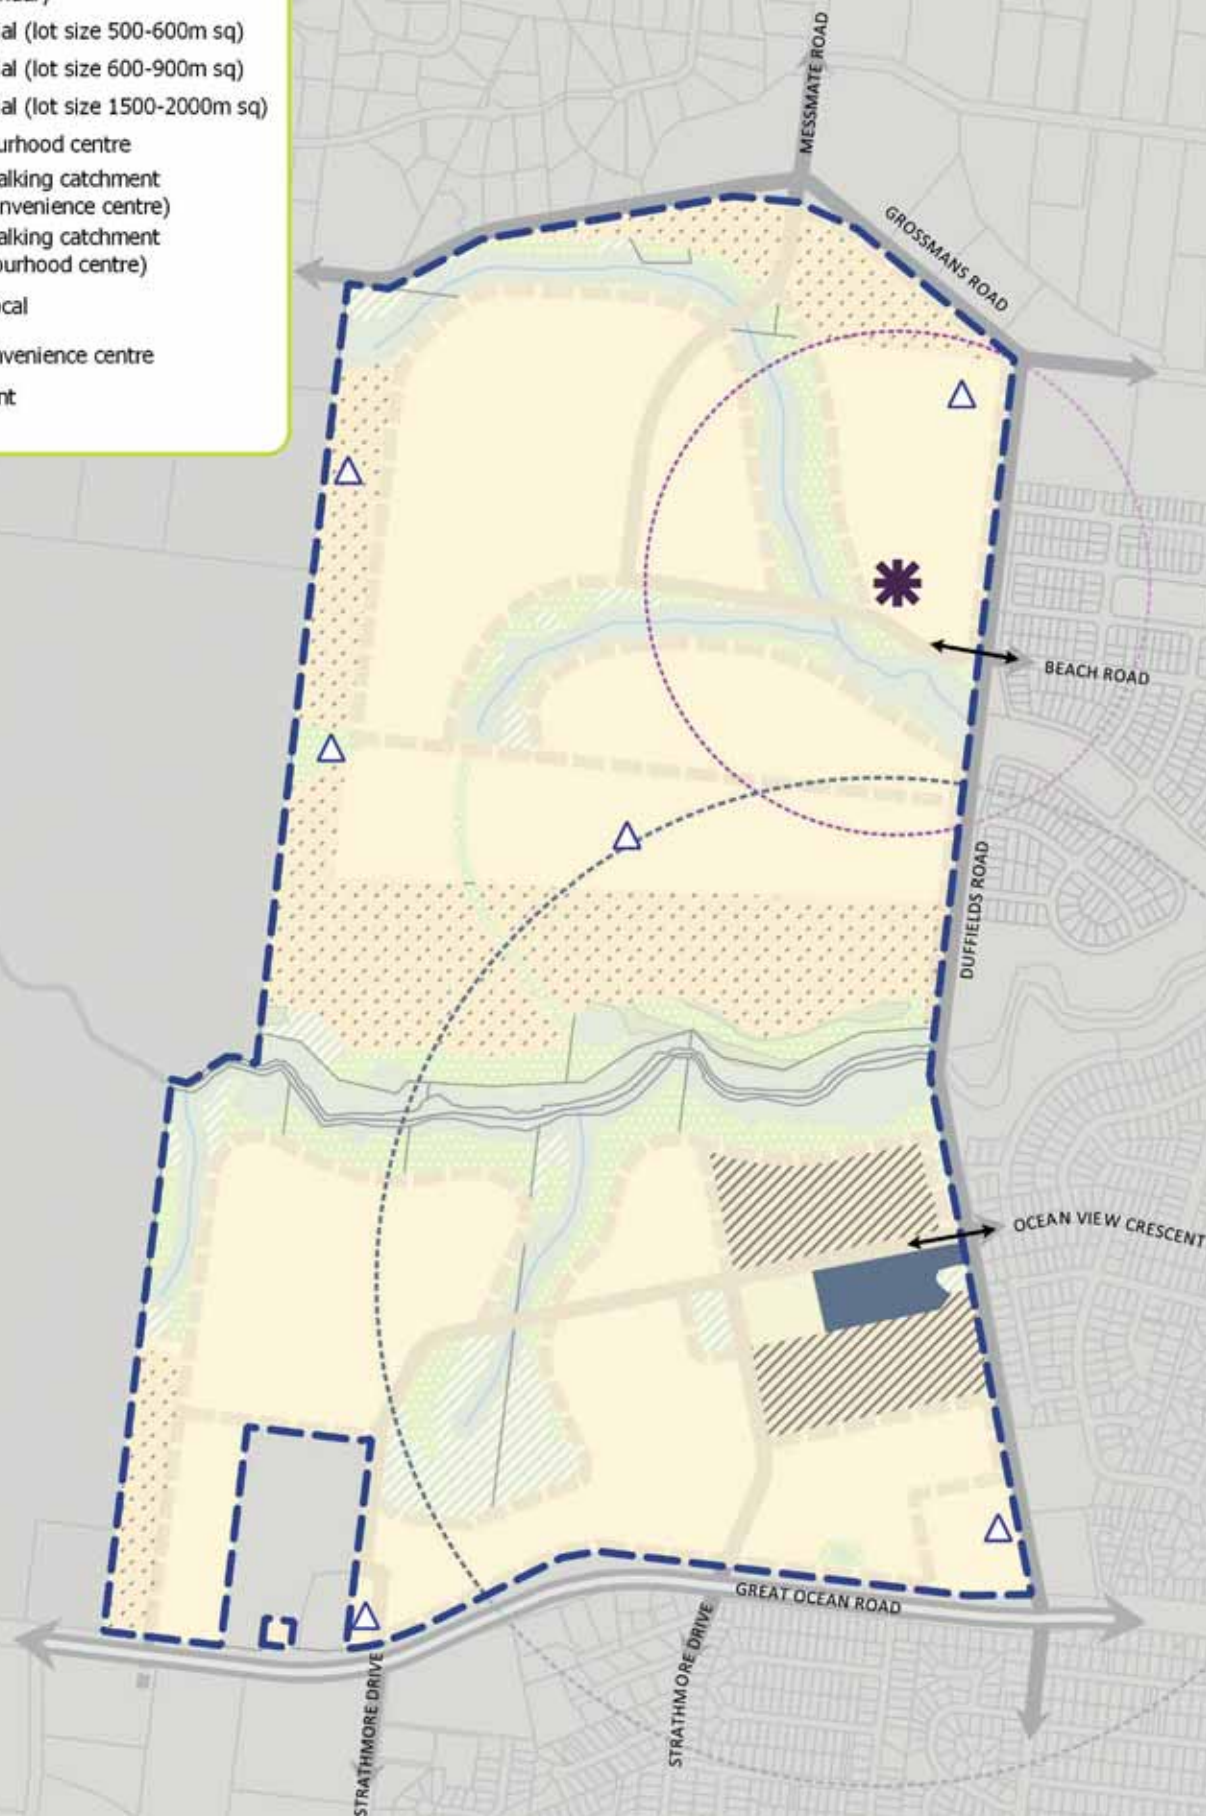 al (lot size 500-600m sq)
al (lot size 600-900m sq)
al (lot size 1500-2000m sq)
urhood centre
alking catchment
nvenience centre)
alking catchment
ourhood centre)
ocal
nvenience centre
nt
MESSMATE ROAD
GROSSMANS ROAD
BEACH ROAD
DUFFIELDS ROAD
OCEAN VIEW CRESCENT
GREAT OCEAN ROAD
STRATHMORE DRIVE
STRATHMORE DRIVE